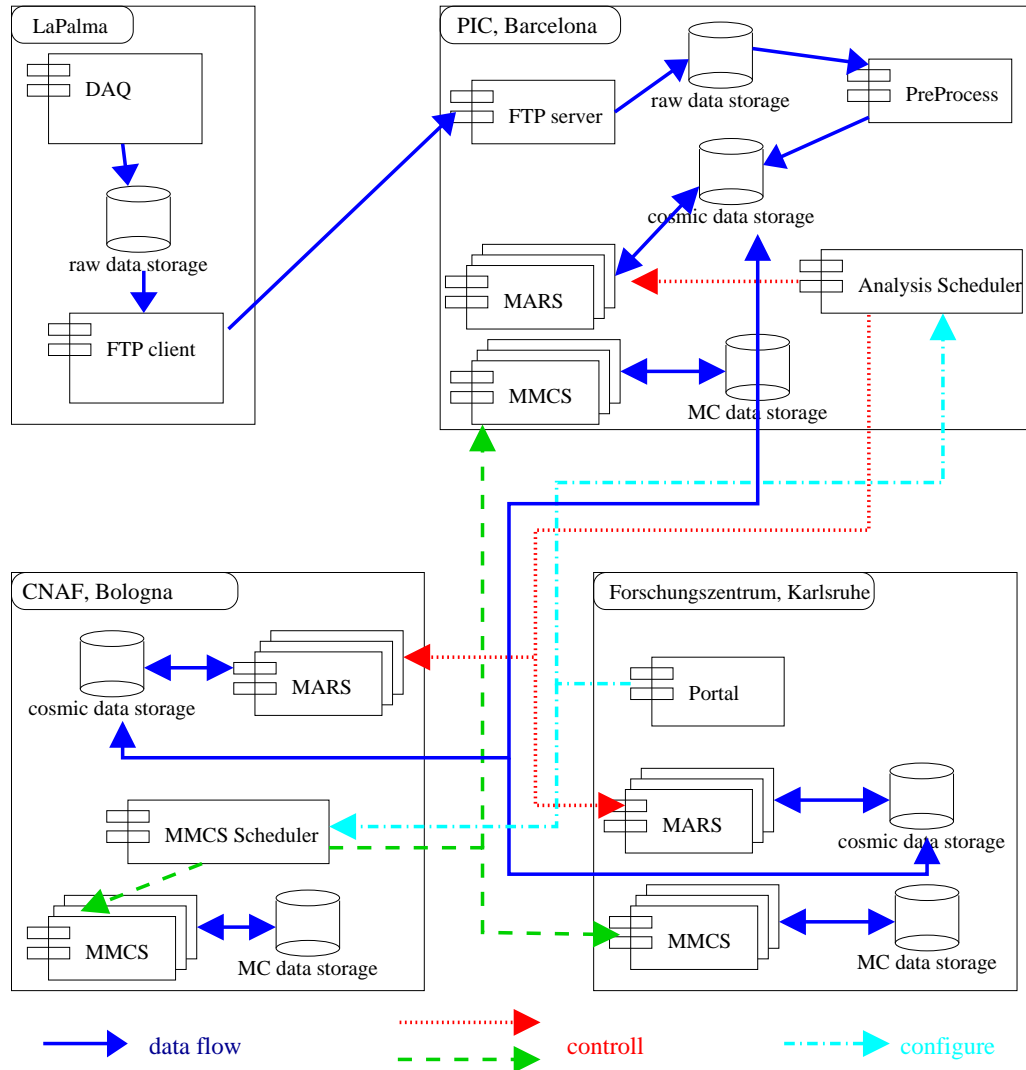 LaPalma
DAQ
raw data storage
FTP client
PIC, Barcelona
FTP server
raw data storage
PreProcess
cosmic data storage
MARS
Analysis Scheduler
MMCS
MC data storage
CNAF, Bologna
cosmic data storage
MARS
MMCS Scheduler
MMCS
MC data storage
Forschungszentrum, Karlsruhe
Portal
MARS
cosmic data storage
MMCS
MC data storage
data flow
controll
configure